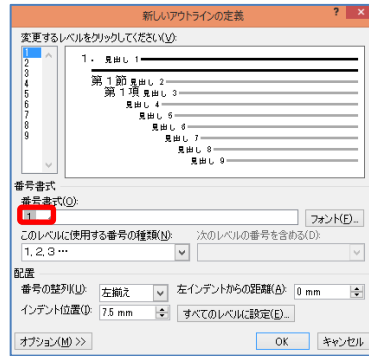 新しいアウトラインの定義 ? ×
変更するレベルをクリックしてください(V):
1
2
3
4
5
6
7
8
9
1. 見出し 1
第1節 見出し 2
第1項 見出し 3
見出し 4
見出し 5
見出し 6
見出し 7
見出し 8
見出し 9
番号書式
番号書式(O):
1
フォント(F)...
このレベルに使用する番号の種類(N): 次のレベルの番号を含める(D):
1, 2, 3 …
配置
番号の整列(U): 左揃え 左インデントからの距離(A): 0 mm
インデント位置(I): 7.5 mm すべてのレベルに設定(E)...
オプション(M) >> OK キャンセル